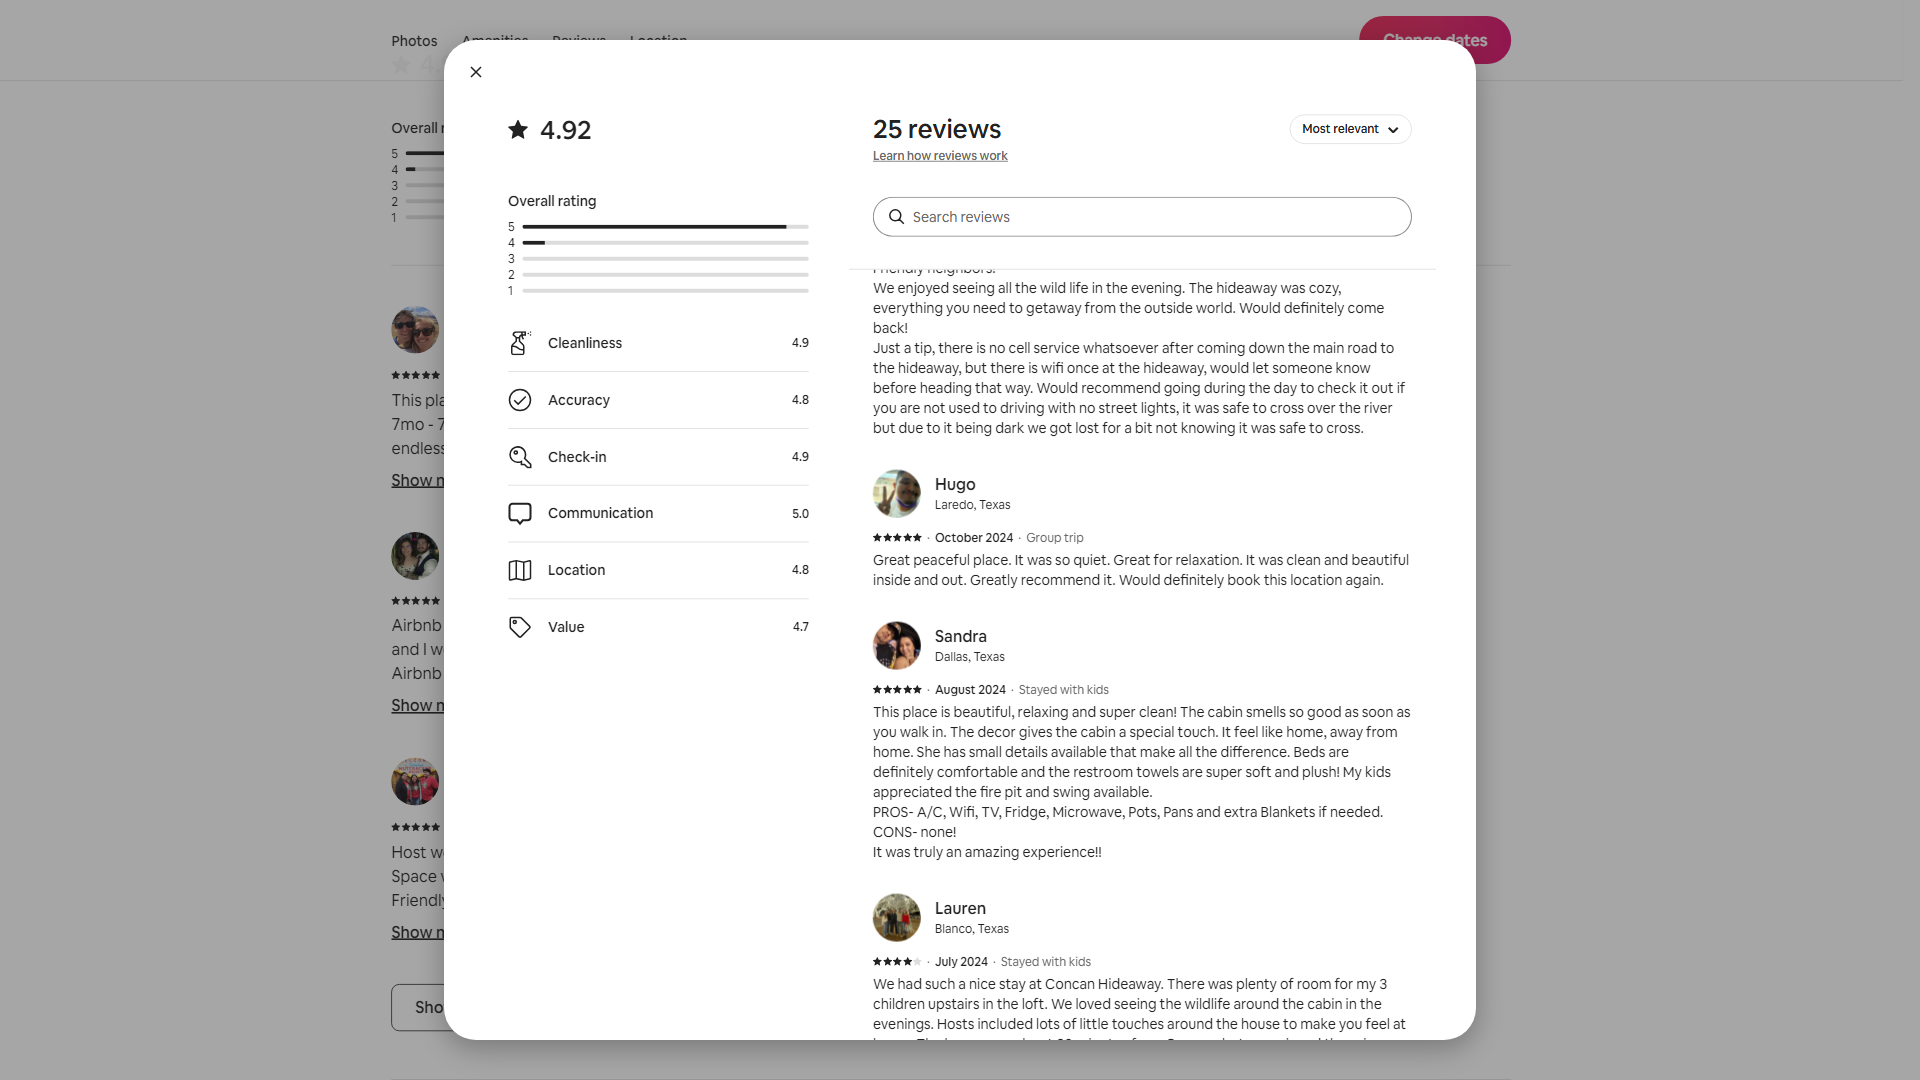 Photos Amenities Reviews Location
Change dates
4.92
25 reviews
Most relevant
Learn how reviews work
Search reviews
Overall rating
5
4
3
2
1
Cleanliness 4.9
Accuracy 4.8
Check-in 4.9
Communication 5.0
Location 4.8
Value 4.7
Friendly neighbors!
We enjoyed seeing all the wild life in the evening. The hideaway was cozy,
everything you need to getaway from the outside world. Would definitely come
back!
Just a tip, there is no cell service whatsoever after coming down the main road to
the hideaway, but there is wifi once at the hideaway, would let someone know
before heading that way. Would recommend going during the day to check it out if
you are not used to driving with no street lights, it was safe to cross over the river
but due to it being dark we got lost for a bit not knowing it was safe to cross.
Hugo
Laredo, Texas
· October 2024 · Group trip
Great peaceful place. It was so quiet. Great for relaxation. It was clean and beautiful
inside and out. Greatly recommend it. Would definitely book this location again.
Sandra
Dallas, Texas
· August 2024 · Stayed with kids
This place is beautiful, relaxing and super clean! The cabin smells so good as soon as
you walk in. The decor gives the cabin a special touch. It feel like home, away from
home. She has small details available that make all the difference. Beds are
definitely comfortable and the restroom towels are super soft and plush! My kids
appreciated the fire pit and swing available.
PROS- A/C, Wifi, TV, Fridge, Microwave, Pots, Pans and extra Blankets if needed.
CONS- none!
It was truly an amazing experience!!
Lauren
Blanco, Texas
· July 2024 · Stayed with kids
We had such a nice stay at Concan Hideaway. There was plenty of room for my 3
children upstairs in the loft. We loved seeing the wildlife around the cabin in the
evenings. Hosts included lots of little touches around the house to make you feel at
Overall
5
4
3
2
1
This
7mo - 7
endless
Show
Airbnb
and I
Airbnb
Show
Host
Space
Friendly
Show